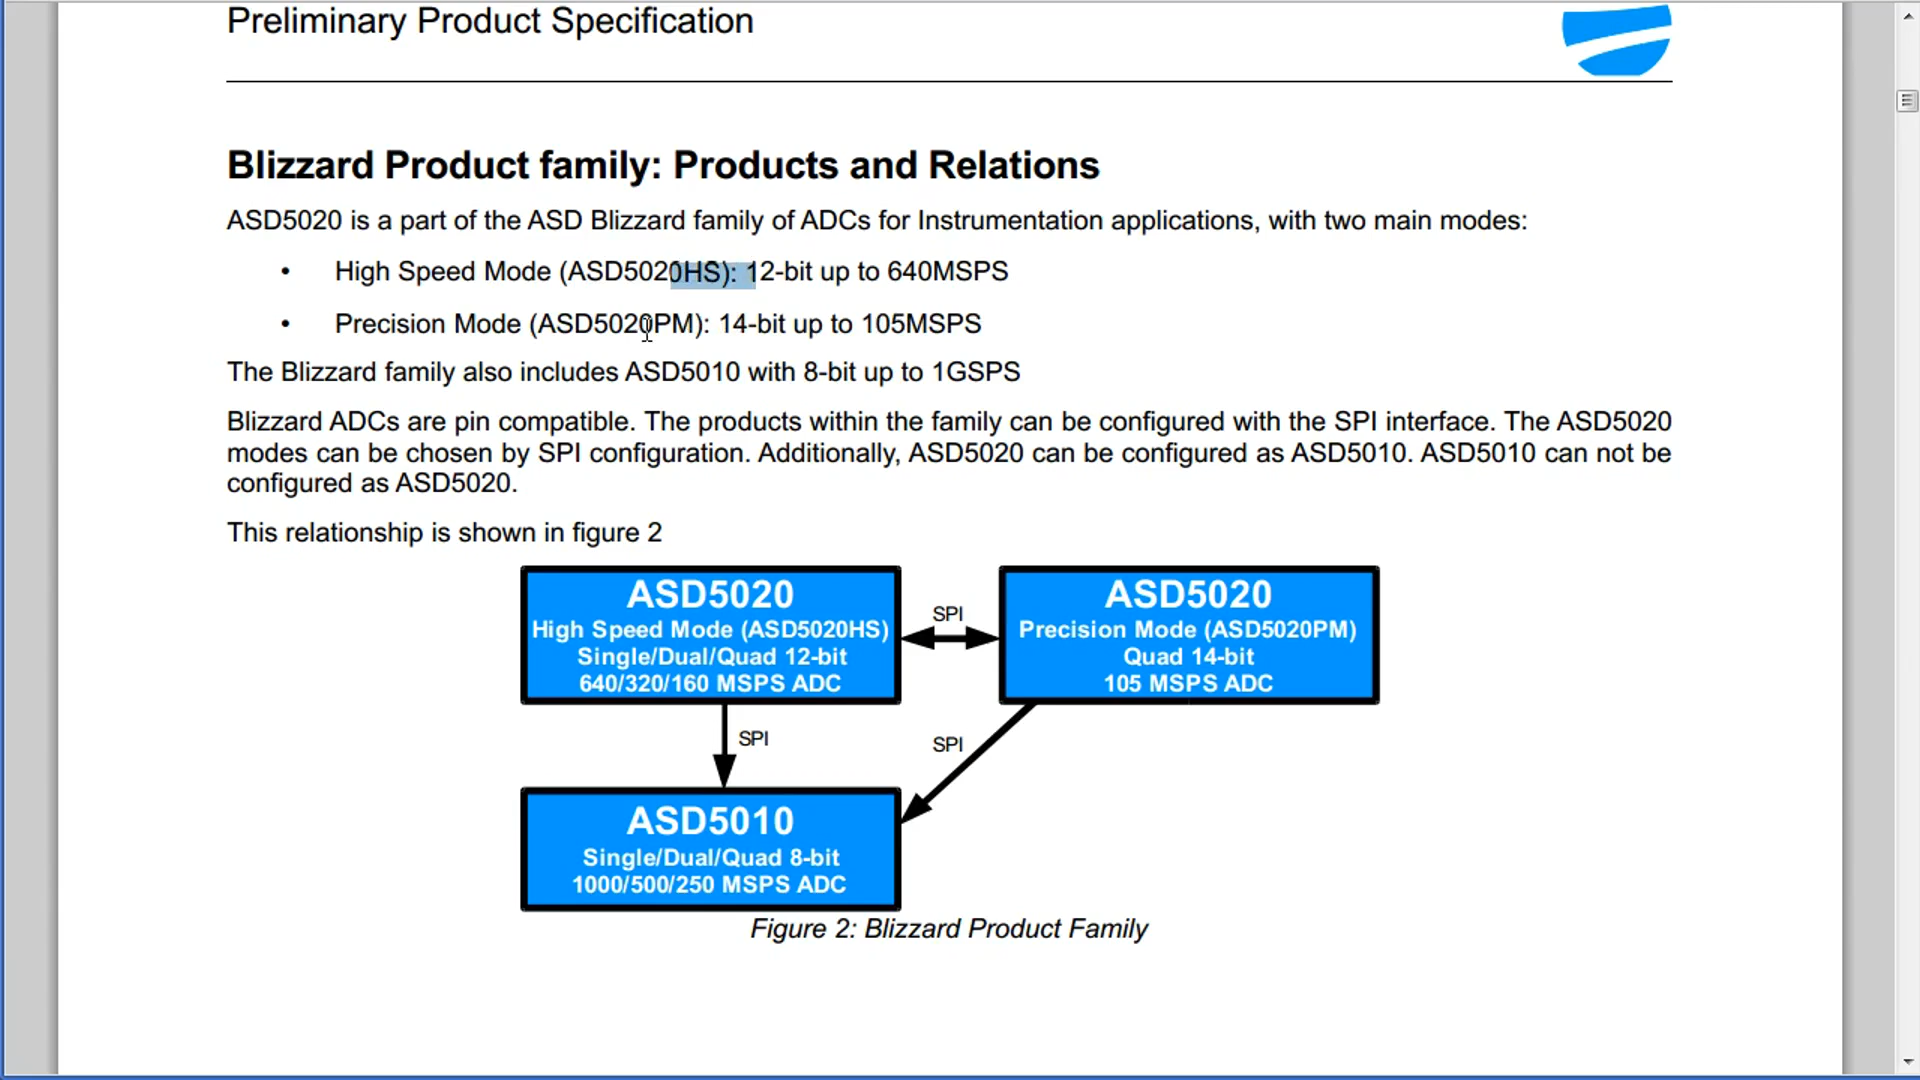 Preliminary Product Specification
Blizzard Product family: Products and Relations
ASD5020 is a part of the ASD Blizzard family of ADCs for Instrumentation applications, with two main modes:
• High Speed Mode (ASD5020HS): 12-bit up to 640MSPS
• Precision Mode (ASD5020PM): 14-bit up to 105MSPS
The Blizzard family also includes ASD5010 with 8-bit up to 1GSPS
Blizzard ADCs are pin compatible. The products within the family can be configured with the SPI interface. The ASD5020
modes can be chosen by SPI configuration. Additionally, ASD5020 can be configured as ASD5010. ASD5010 can not be
configured as ASD5020.
This relationship is shown in figure 2
ASD5020
High Speed Mode (ASD5020HS)
Single/Dual/Quad 12-bit
640/320/160 MSPS ADC
SPI
ASD5020
Precision Mode (ASD5020PM)
Quad 14-bit
105 MSPS ADC
SPI
SPI
ASD5010
Single/Dual/Quad 8-bit
1000/500/250 MSPS ADC
Figure 2: Blizzard Product Family